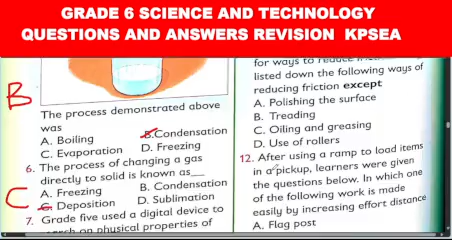 GRADE 6 SCIENCE AND TECHNOLOGY
QUESTIONS AND ANSWERS REVISION KPSEA
B
The process demonstrated above
was
A. Boiling
B. Condensation
C. Evaporation
D. Freezing
6. The process of changing a gas
directly to solid is known as__
A. Freezing
B. Condensation
C. Deposition
D. Sublimation
C
7. Grade five used a digital device to
on physical properties of
for ways to reduce
listed down the following ways of
reducing friction except
A. Polishing the surface
B. Treading
C. Oiling and greasing
D. Use of rollers
12. After using a ramp to load items
in a pickup, learners were given
the questions below. In which one
of the following work is made
easily by increasing effort distance
A. Flag post